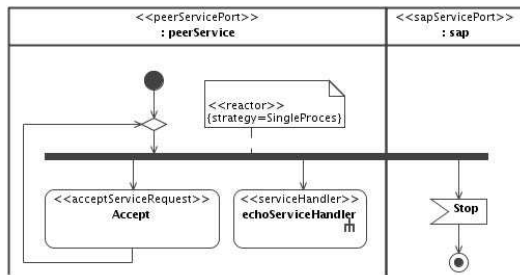 <<peerServicePort>>
: peerService
<<sapServicePort>>
: sap
<<reactor>>
{strategy=SingleProces}
<<acceptServiceRequest>>
Accept
<<serviceHandler>>
echoServiceHandler
Stop